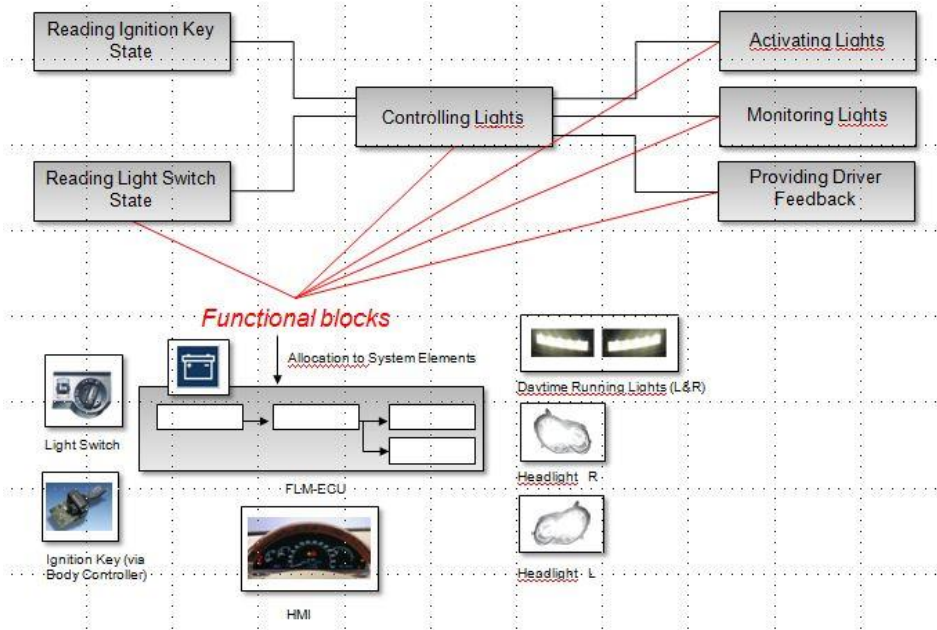 Reading Ignition Key
State
Activating Lights
Controlling Lights
Monitoring Lights
Reading Light Switch
State
Providing Driver
Feedback
Functional blocks
Allocation to System Elements
Daytime Running Lights (L&R)
Light Switch
Headlight R
FLM-ECU
Ignition Key (via
Body Controller)
Headlight L
HMI